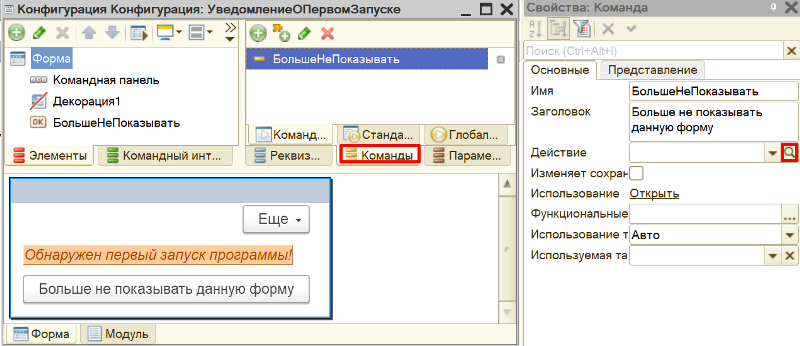 Конфигурация Конфигурация: УведомлениеОПервомЗапуске
Форма
Командная панель
Декорация1
ОК БольшеНеПоказывать
Элементы
Командный инт...
БольшеНеПоказывать
Команд...
Станда...
Глобал...
Реквиз...
Команды
Параме...
Еще
Обнаружен первый запуск программы!
Больше не показывать данную форму
Форма
Модуль
Свойства: Команда
Поиск (Ctrl+Alt+I)
Основные
Представление
Имя БольшеНеПоказывать
Заголовок Больше не показывать
данную форму
Действие
Изменяет сохран
Использование Открыть
Функциональные ...
Использование т Авто
Используемая та